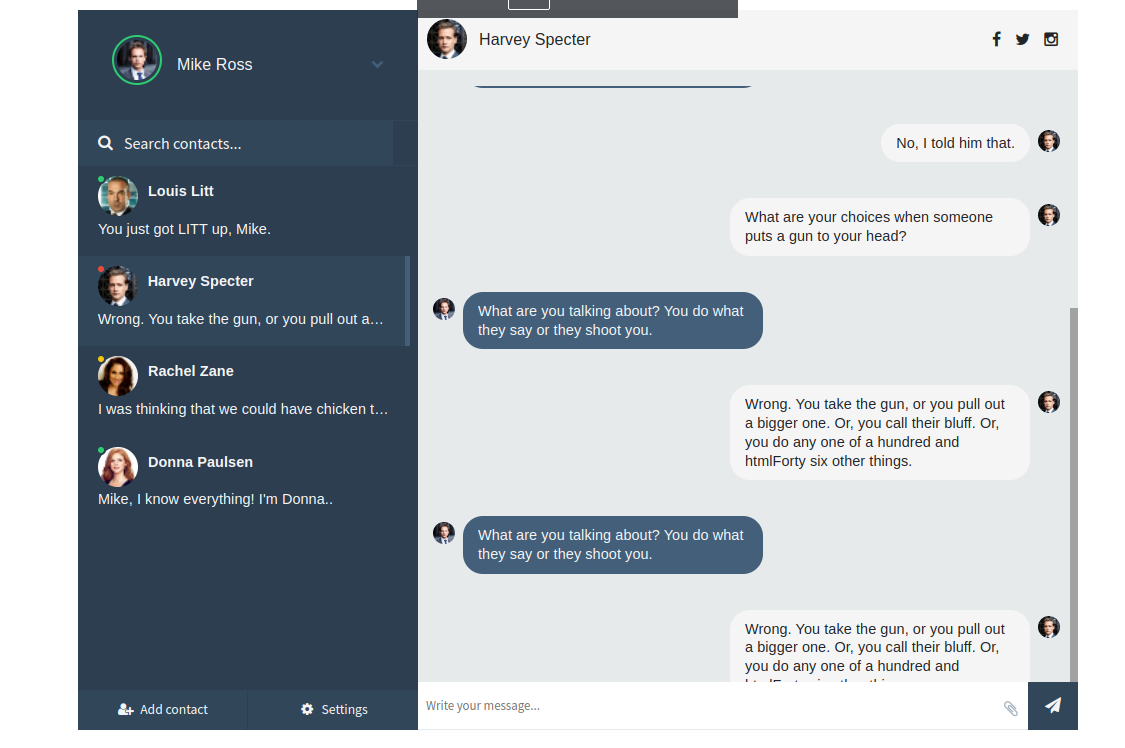 Mike Ross
Search contacts...
Louis Litt
You just got LITT up, Mike.
Harvey Specter
Wrong. You take the gun, or you pull out a…
Rachel Zane
I was thinking that we could have chicken t…
Donna Paulsen
Mike, I know everything! I'm Donna..
Add contact
Settings
Harvey Specter
No, I told him that.
What are your choices when someone
puts a gun to your head?
What are you talking about? You do what
they say or they shoot you.
Wrong. You take the gun, or you pull out
a bigger one. Or, you call their bluff. Or,
you do any one of a hundred and
htmlForty six other things.
What are you talking about? You do what
they say or they shoot you.
Wrong. You take the gun, or you pull out
a bigger one. Or, you call their bluff. Or,
you do any one of a hundred and
Write your message...